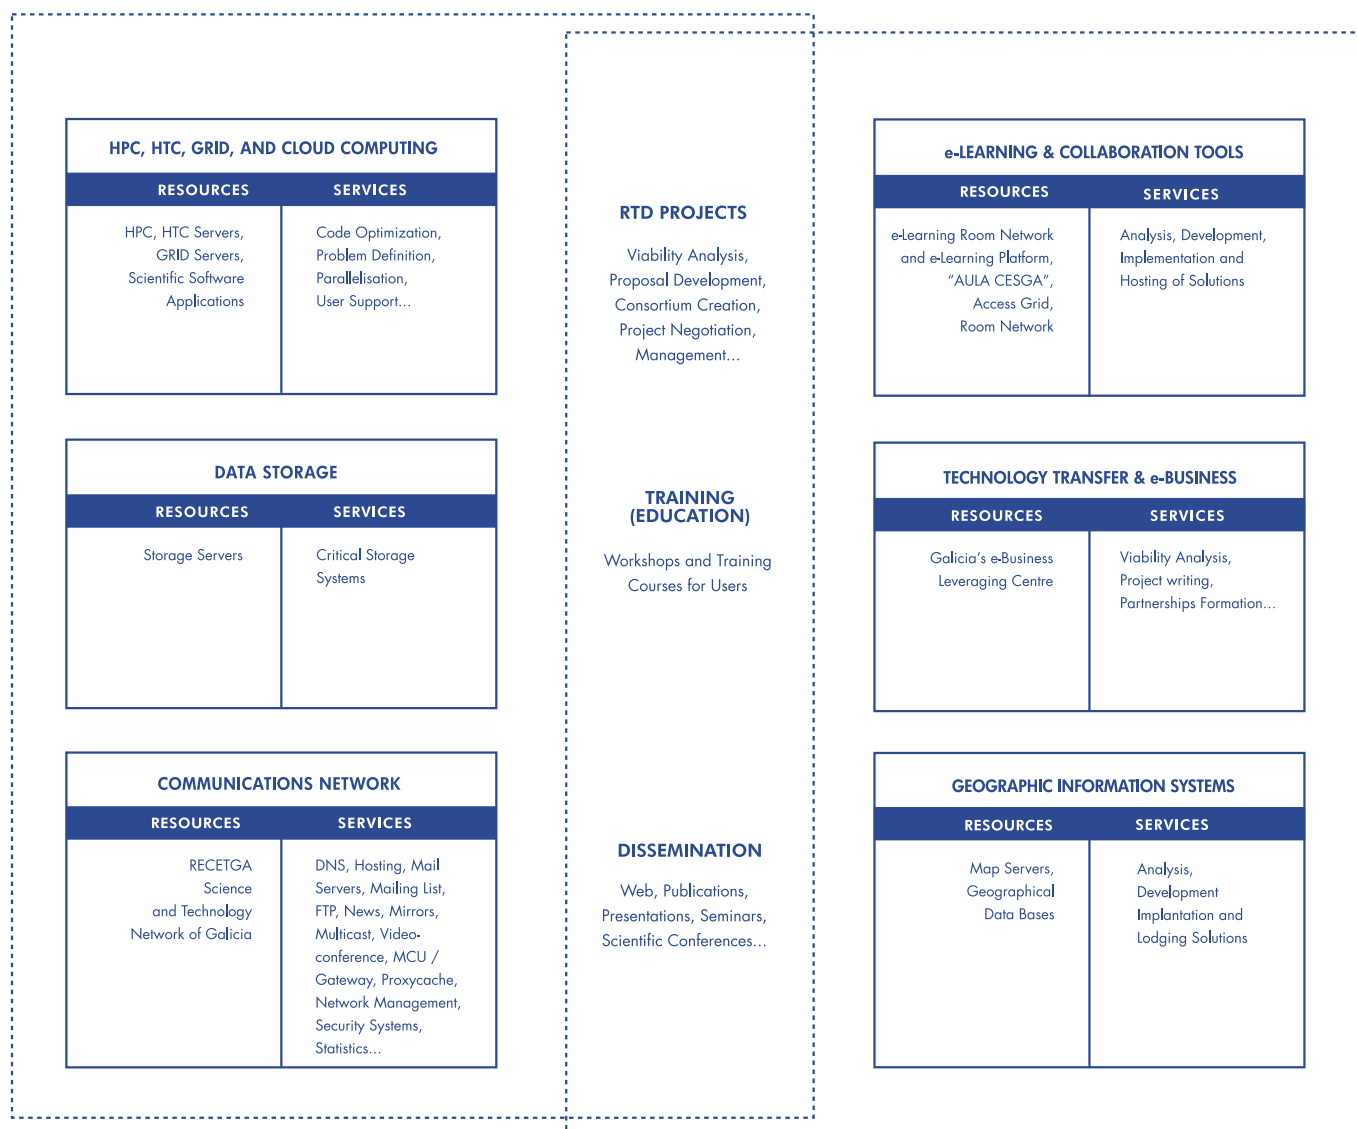 HPC, HTC, GRID, AND CLOUD COMPUTING
RESOURCES
SERVICES
HPC, HTC Servers,
GRID Servers,
Scientific Software
Applications
Code Optimization,
Problem Definition,
Parallelisation,
User Support...
DATA STORAGE
RESOURCES
SERVICES
Storage Servers
Critical Storage
Systems
COMMUNICATIONS NETWORK
RESOURCES
SERVICES
RECETGA
Science
and Technology
Network of Galicia
DNS, Hosting, Mail
Servers, Mailing List,
FTP, News, Mirrors,
Multicast, Video-
conference, MCU /
Gateway, Proxycache,
Network Management,
Security Systems,
Statistics...
RTD PROJECTS
Viability Analysis,
Proposal Development,
Consortium Creation,
Project Negotiation,
Management...
TRAINING
(EDUCATION)
Workshops and Training
Courses for Users
DISSEMINATION
Web, Publications,
Presentations, Seminars,
Scientific Conferences...
e-LEARNING & COLLABORATION TOOLS
RESOURCES
SERVICES
e-Learning Room Network
and e-Learning Platform,
“AULA CESGA”,
Access Grid,
Room Network
Analysis, Development,
Implementation and
Hosting of Solutions
TECHNOLOGY TRANSFER & e-BUSINESS
RESOURCES
SERVICES
Galicia’s e-Business
Leveraging Centre
Viability Analysis,
Project writing,
Partnerships Formation...
GEOGRAPHIC INFORMATION SYSTEMS
RESOURCES
SERVICES
Map Servers,
Geographical
Data Bases
Analysis,
Development
Implantation and
Lodging Solutions